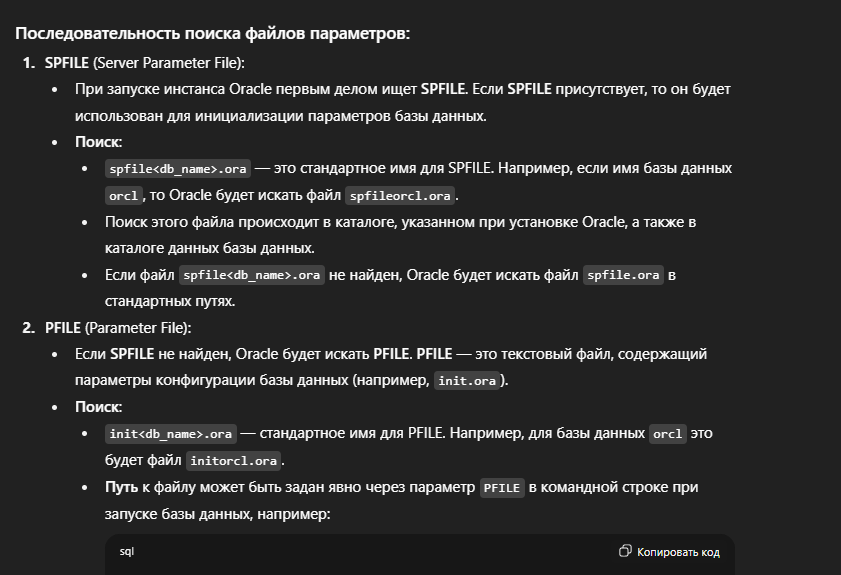 Последовательность поиска файлов параметров:
1. SPFILE (Server Parameter File):
• При запуске инстанса Oracle первым делом ищет SPFILE. Если SPFILE присутствует, то он будет
использован для инициализации параметров базы данных.
• Поиск:
• spfile<db_name>.ora — это стандартное имя для SPFILE. Например, если имя базы данных
orcl, то Oracle будет искать файл spfileorcl.ora.
• Поиск этого файла происходит в каталоге, указанном при установке Oracle, а также в
каталоге данных базы данных.
• Если файл spfile<db_name>.ora не найден, Oracle будет искать файл spfile.ora в
стандартных путях.
2. PFILE (Parameter File):
• Если SPFILE не найден, Oracle будет искать PFILE. PFILE — это текстовый файл, содержащий
параметры конфигурации базы данных (например, init.ora).
• Поиск:
• init<db_name>.ora — стандартное имя для PFILE. Например, для базы данных orcl это
будет файл initorcl.ora.
• Путь к файлу может быть задан явно через параметр PFILE в командной строке при
запуске базы данных, например:
sql Копировать код